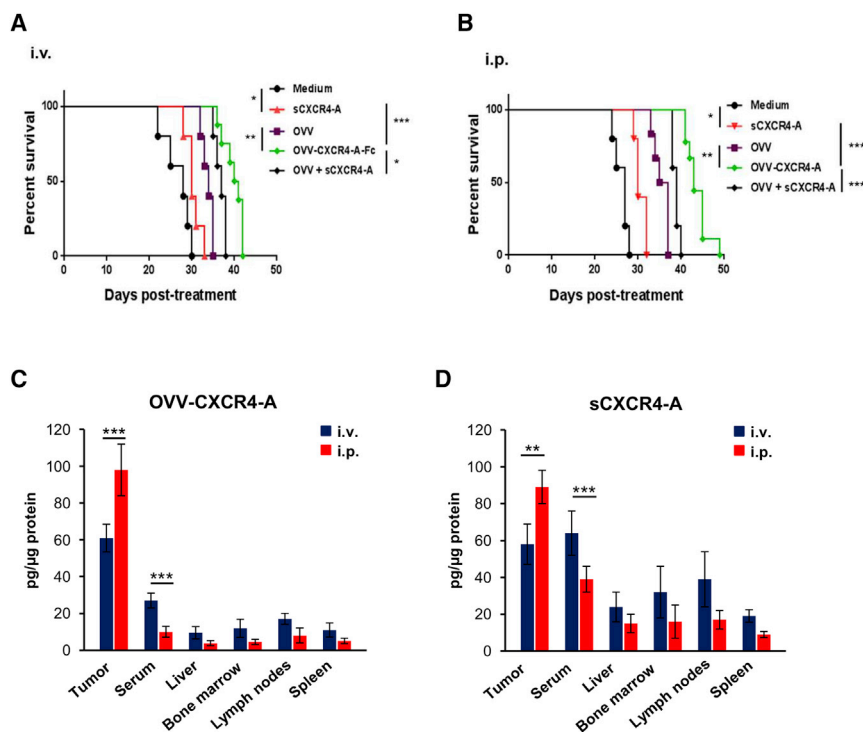 A
i.v.
Percent survival
100
50
0
0 10 20 30 40 50
Days post-treatment
Medium
sCXCR4-A
OVV
OVV-CXCR4-A-Fc
OVV + sCXCR4-A
*
**
***
*
B
i.p.
Percent survival
100
50
0
0 10 20 30 40 50
Days post-treatment
Medium
sCXCR4-A
OVV
OVV-CXCR4-A
OVV + sCXCR4-A
*
**
***
***
C
OVV-CXCR4-A
pg/µg protein
120
100
80
60
40
20
0
***
***
i.v.
i.p.
Tumor
Serum
Liver
Bone marrow
Lymph nodes
Spleen
D
sCXCR4-A
pg/µg protein
120
100
80
60
40
20
0
**
***
i.v.
i.p.
Tumor
Serum
Liver
Bone marrow
Lymph nodes
Spleen